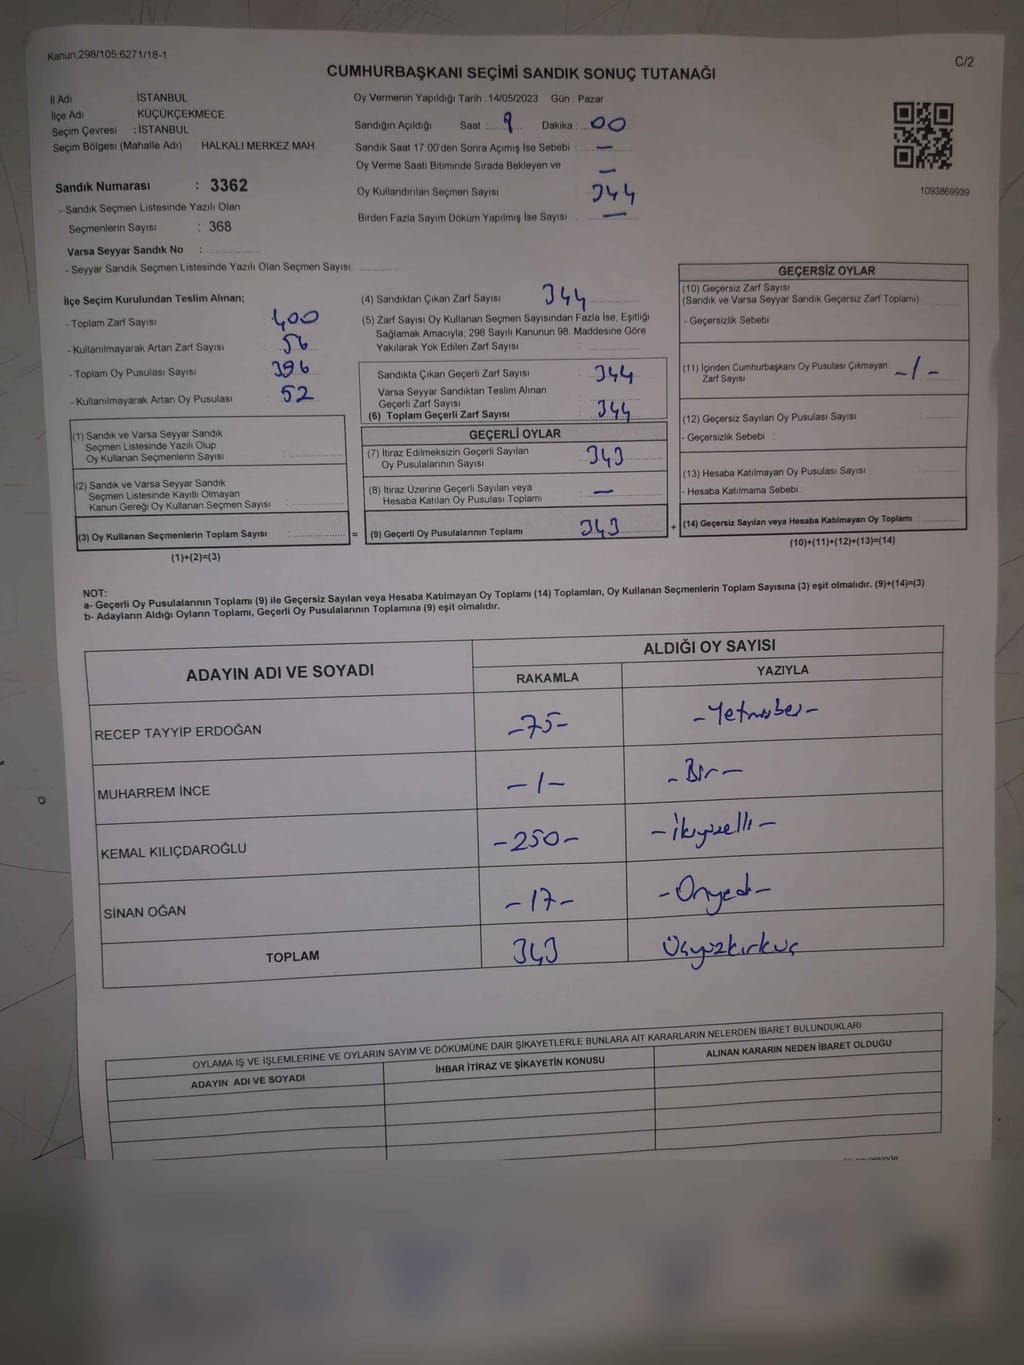 Kanun:298/105;6271/18-1
C/2
CUMHURBAŞKANI SEÇİMİ SANDIK SONUÇ TUTANAĞI
İl Adı : İSTANBUL
İlçe Adı : KÜÇÜKÇEKMECE
Seçim Çevresi : İSTANBUL
Seçim Bölgesi (Mahalle Adı) HALKALI MERKEZ MAH.
Sandık Numarası : 3362
- Sandık Seçmen Listesinde Yazılı Olan
Seçmenlerin Sayısı : 368
Varsa Seyyar Sandık No :
- Seyyar Sandık Seçmen Listesinde Yazılı Olan Seçmen Sayısı
Oy Vermenin Yapıldığı Tarih : 14/05/2023 Gün : Pazar
Sandığın Açıldığı Saat : 9 Dakika : 00
Sandık Saat 17:00'den Sonra Açımış İse Sebebi : —
Oy Verme Saati Bitiminde Sırada Bekleyen ve —
Oy Kullandırılan Seçmen Sayısı : 344
Birden Fazla Sayım Döküm Yapılmış İse Sayısı : —
1093869939
İlçe Seçim Kurulundan Teslim Alınan;
- Toplam Zarf Sayısı : 400
- Kullanılmayarak Artan Zarf Sayısı : 56
- Toplam Oy Pusulası Sayısı : 396
- Kullanılmayarak Artan Oy Pusulası : 52
(1) Sandık ve Varsa Seyyar Sandık
Seçmen Listesinde Yazılı Olup
Oy Kullanan Seçmenlerin Sayısı :
(2) Sandık ve Varsa Seyyar Sandık
Seçmen Listesinde Kayıtlı Olmayan
Kanun Gereği Oy Kullanan Seçmen Sayısı :
(3) Oy Kullanan Seçmenlerin Toplam Sayısı :
(1)+(2)=(3)
=
(4) Sandıktan Çıkan Zarf Sayısı : 344
(5) Zarf Sayısı Oy Kullanan Seçmen Sayısından Fazla İse, Eşitliği
Sağlamak Amacıyla; 298 Sayılı Kanunun 98. Maddesine Göre
Yakılarak Yok Edilen Zarf Sayısı :
Sandıkta Çıkan Geçerli Zarf Sayısı : 344
Varsa Seyyar Sandıktan Teslim Alınan
Geçerli Zarf Sayısı :
(6) Toplam Geçerli Zarf Sayısı : 344
GEÇERLİ OYLAR
(7) İtiraz Edilmeksizin Geçerli Sayılan
Oy Pusulalarının Sayısı : 343
(8) İtiraz Üzerine Geçerli Sayılan veya
Hesaba Katılan Oy Pusulası Toplamı : —
(9) Geçerli Oy Pusulalarının Toplamı : 343
+
GEÇERSİZ OYLAR
(10) Geçersiz Zarf Sayısı
(Sandık ve Varsa Seyyar Sandık Geçersiz Zarf Toplamı)
- Geçersizlik Sebebi :
(11) İçinden Cumhurbaşkanı Oy Pusulası Çıkmayan
Zarf Sayısı -1-
(12) Geçersiz Sayılan Oy Pusulası Sayısı
- Geçersizlik Sebebi :
(13) Hesaba Katılmayan Oy Pusulası Sayısı
- Hesaba Katılmama Sebebi :
(14) Geçersiz Sayılan veya Hesaba Katılmayan Oy Toplamı :
(10)+(11)+(12)+(13)=(14)
NOT:
a- Geçerli Oy Pusulalarının Toplamı (9) ile Geçersiz Sayılan veya Hesaba Katılmayan Oy Toplamı (14) Toplamları, Oy Kullanan Seçmenlerin Toplam Sayısına (3) eşit olmalıdır. (9)+(14)=(3)
b- Adayların Aldığı Oyların Toplamı, Geçerli Oy Pusulalarının Toplamına (9) eşit olmalıdır.
ADAYIN ADI VE SOYADI
ALDIĞI OY SAYISI
RAKAMLA YAZIYLA
RECEP TAYYİP ERDOĞAN -75- -Yetmişbeş-
MUHARREM İNCE -1- -Bir-
KEMAL KILIÇDAROĞLU -250- -ikiyüzelli-
SİNAN OĞAN -17- -Onyedi-
TOPLAM 343 Üçyüzkırküç
OYLAMA İŞ VE İŞLEMLERİNE VE OYLARIN SAYIM VE DÖKÜMÜNE DAİR ŞİKAYETLERLE BUNLARA AİT KARARLARIN NELERDEN İBARET BULUNDUKLARI
ADAYIN ADI VE SOYADI İHBAR İTİRAZ VE ŞİKAYETİN KONUSU ALINAN KARARIN NEDEN İBARET OLDUĞU